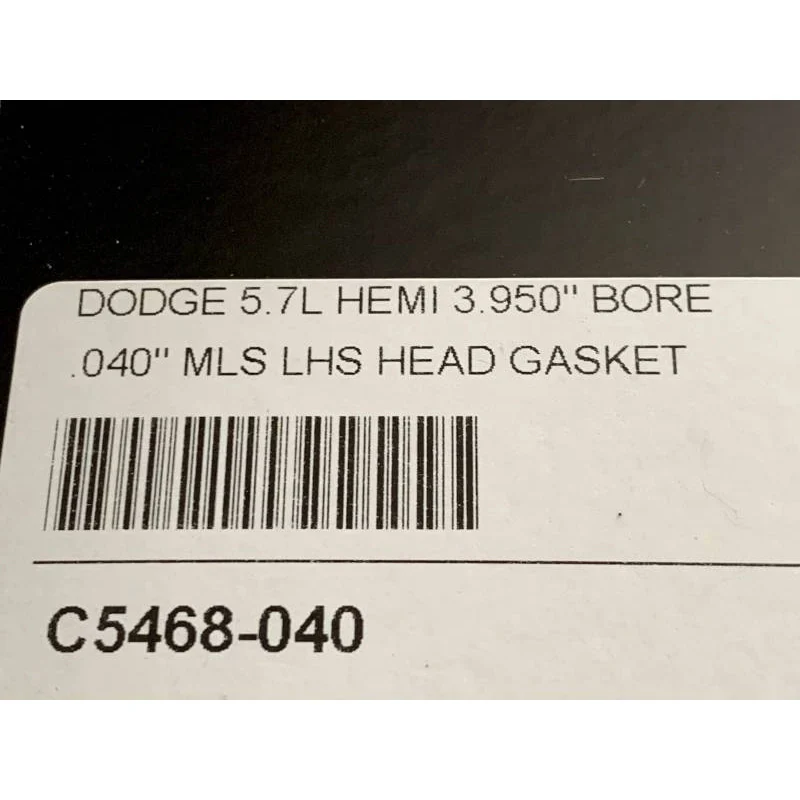 DODGE 5.7L HEMI 3.950" BORE
.040" MLS LHS HEAD GASKET
C5468-040